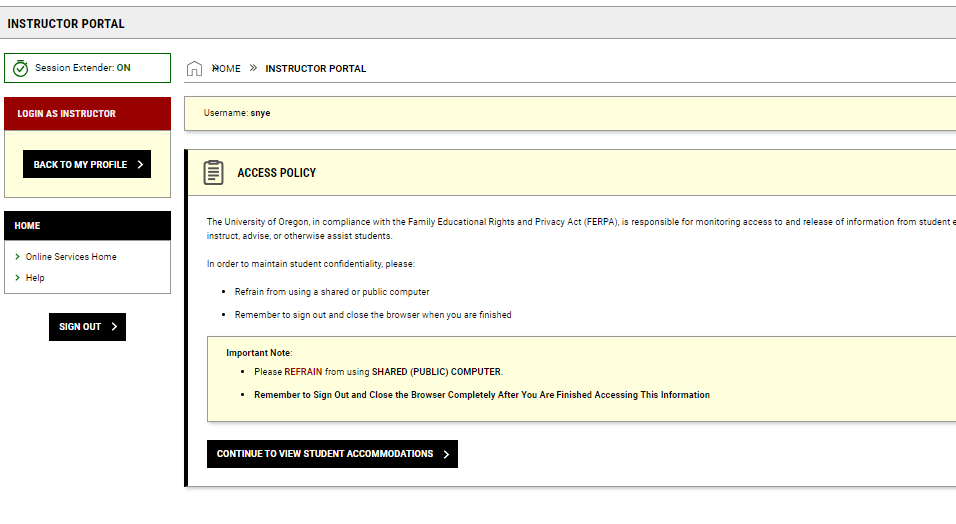 INSTRUCTOR PORTAL
Session Extender: ON
HOME » INSTRUCTOR PORTAL
LOGIN AS INSTRUCTOR
BACK TO MY PROFILE
HOME
Online Services Home
Help
SIGN OUT
Username: snye
ACCESS POLICY
The University of Oregon, in compliance with the Family Educational Rights and Privacy Act (FERPA), is responsible for monitoring access to and release of information from student e
instruct, advise, or otherwise assist students.
In order to maintain student confidentiality, please:
• Refrain from using a shared or public computer
• Remember to sign out and close the browser when you are finished
Important Note:
• Please REFRAIN from using SHARED (PUBLIC) COMPUTER.
• Remember to Sign Out and Close the Browser Completely After You Are Finished Accessing This Information
CONTINUE TO VIEW STUDENT ACCOMMODATIONS